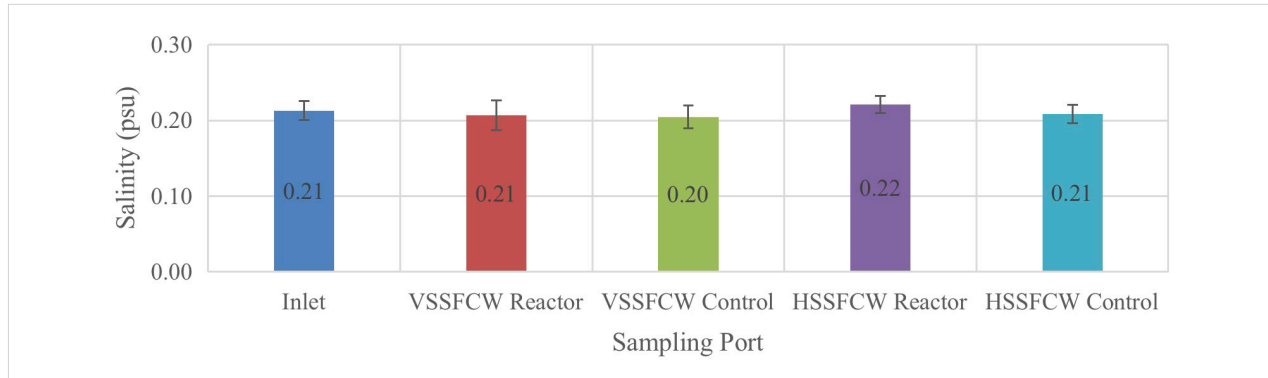 0.30
0.20
0.10
0.00
Salinity (psu)
0.21
0.21
0.20
0.22
0.21
Inlet
VSSFCW Reactor
VSSFCW Control
HSSFCW Reactor
HSSFCW Control
Sampling Port